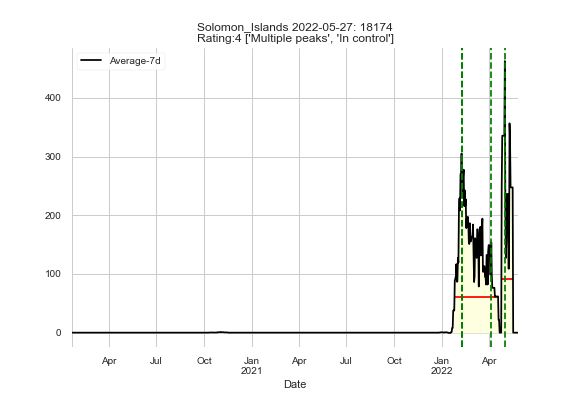 Solomon_Islands 2022-05-27: 18174
Rating:4 ['Multiple peaks', 'In control']
Average-7d
400
300
200
100
0
Apr Jul Oct Jan Apr Jul Oct Jan Apr
2021 2022
Date